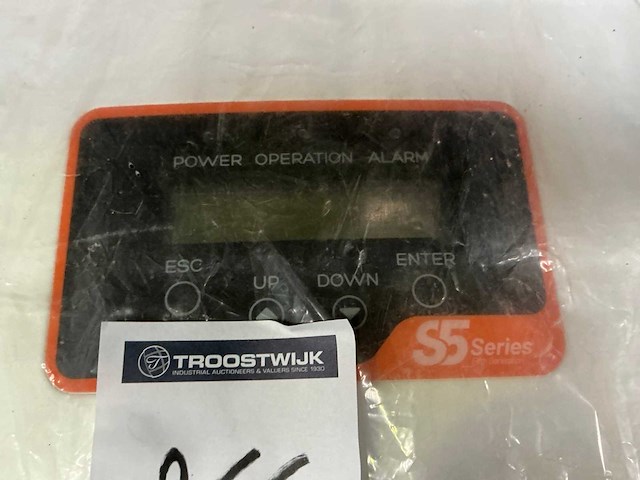 POWER OPERATION ALARM
ESC UP DOWN ENTER
S5 Series
TROOSTWIJK
INDUSTRIAL AUCTIONEERS & VALUERS SINCE 1930